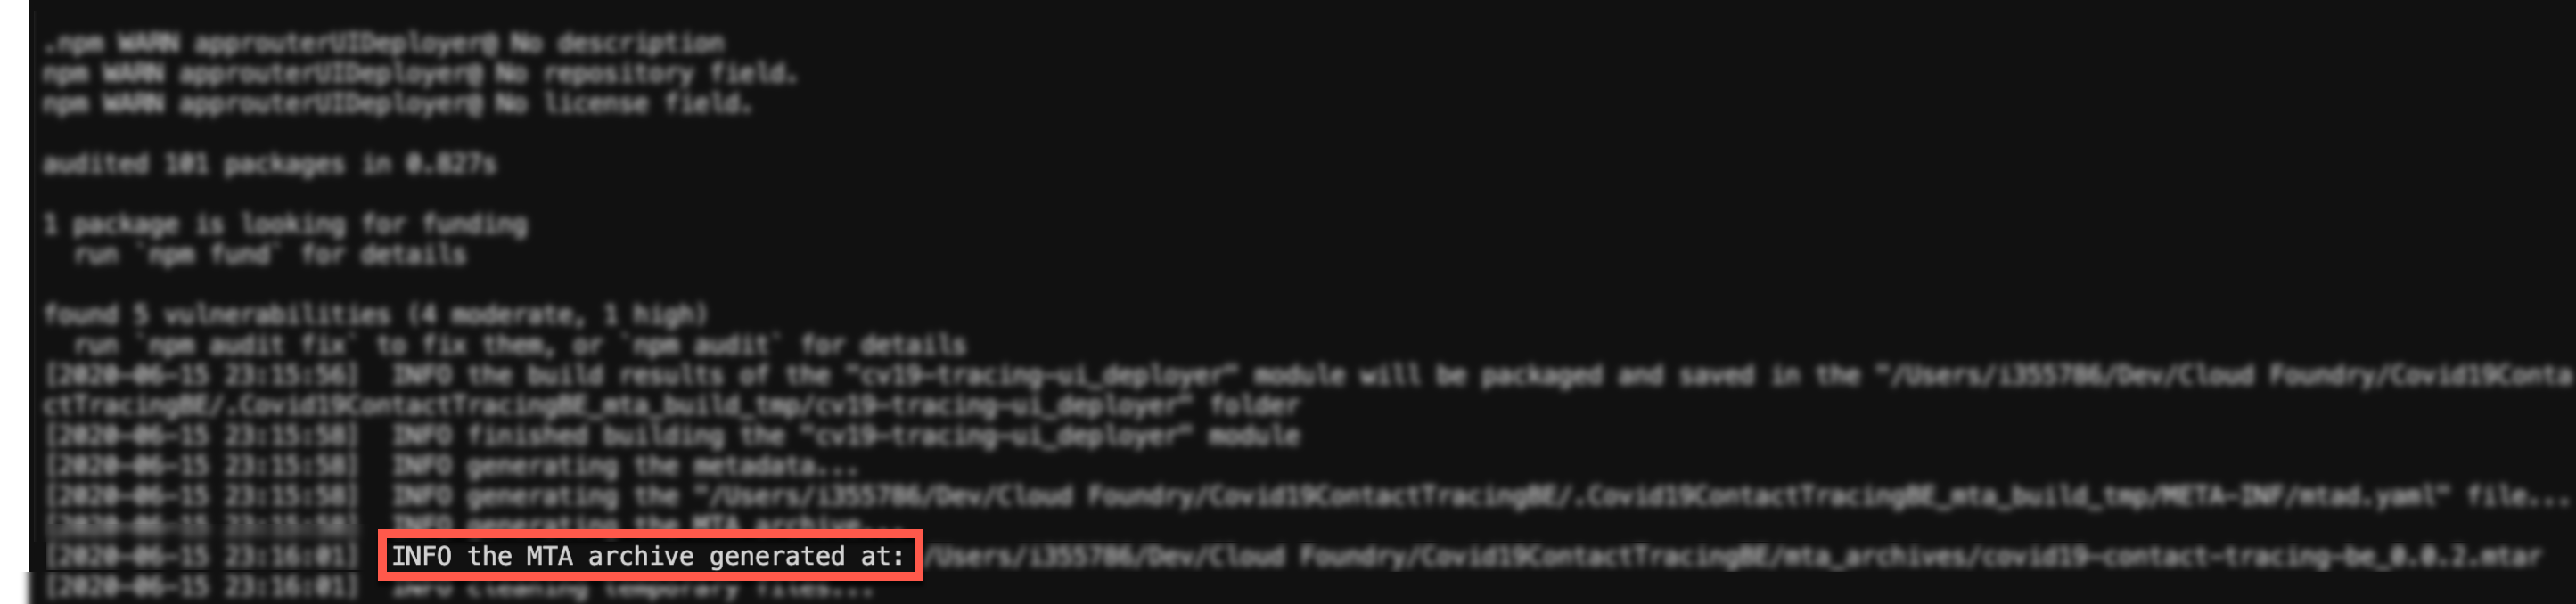 .npm WARN approuterUIDeployer@ No description
npm WARN approuterUIDeployer@ No repository field.
npm WARN approuterUIDeployer@ No license field.
audited 101 packages in 0.827s
1 package is looking for funding
run `npm fund` for details
found 5 vulnerabilities (4 moderate, 1 high)
run `npm audit fix` to fix them, or `npm audit` for details
[2020-06-15 23:15:56] INFO the build results of the "cv19-tracing-ui_deployer" module will be packaged and saved in the "/Users/i355786/Dev/Cloud Foundry/Covid19Conta
ctTracingBE/.Covid19ContactTracingBE_mta_build_tmp/cv19-tracing-ui_deployer" folder
[2020-06-15 23:15:58] INFO finished building the "cv19-tracing-ui_deployer" module
[2020-06-15 23:15:58] INFO generating the metadata...
[2020-06-15 23:15:58] INFO generating the "/Users/i355786/Dev/Cloud Foundry/Covid19ContactTracingBE/.Covid19ContactTracingBE_mta_build_tmp/META-INF/mtad.yaml" file...
[2020-06-15 23:15:58] INFO generating the MTA archive...
[2020-06-15 23:16:01] INFO the MTA archive generated at: /Users/i355786/Dev/Cloud Foundry/Covid19ContactTracingBE/mta_archives/covid19-contact-tracing-be_0.0.2.mtar
[2020-06-15 23:16:01] INFO cleaning temporary files...